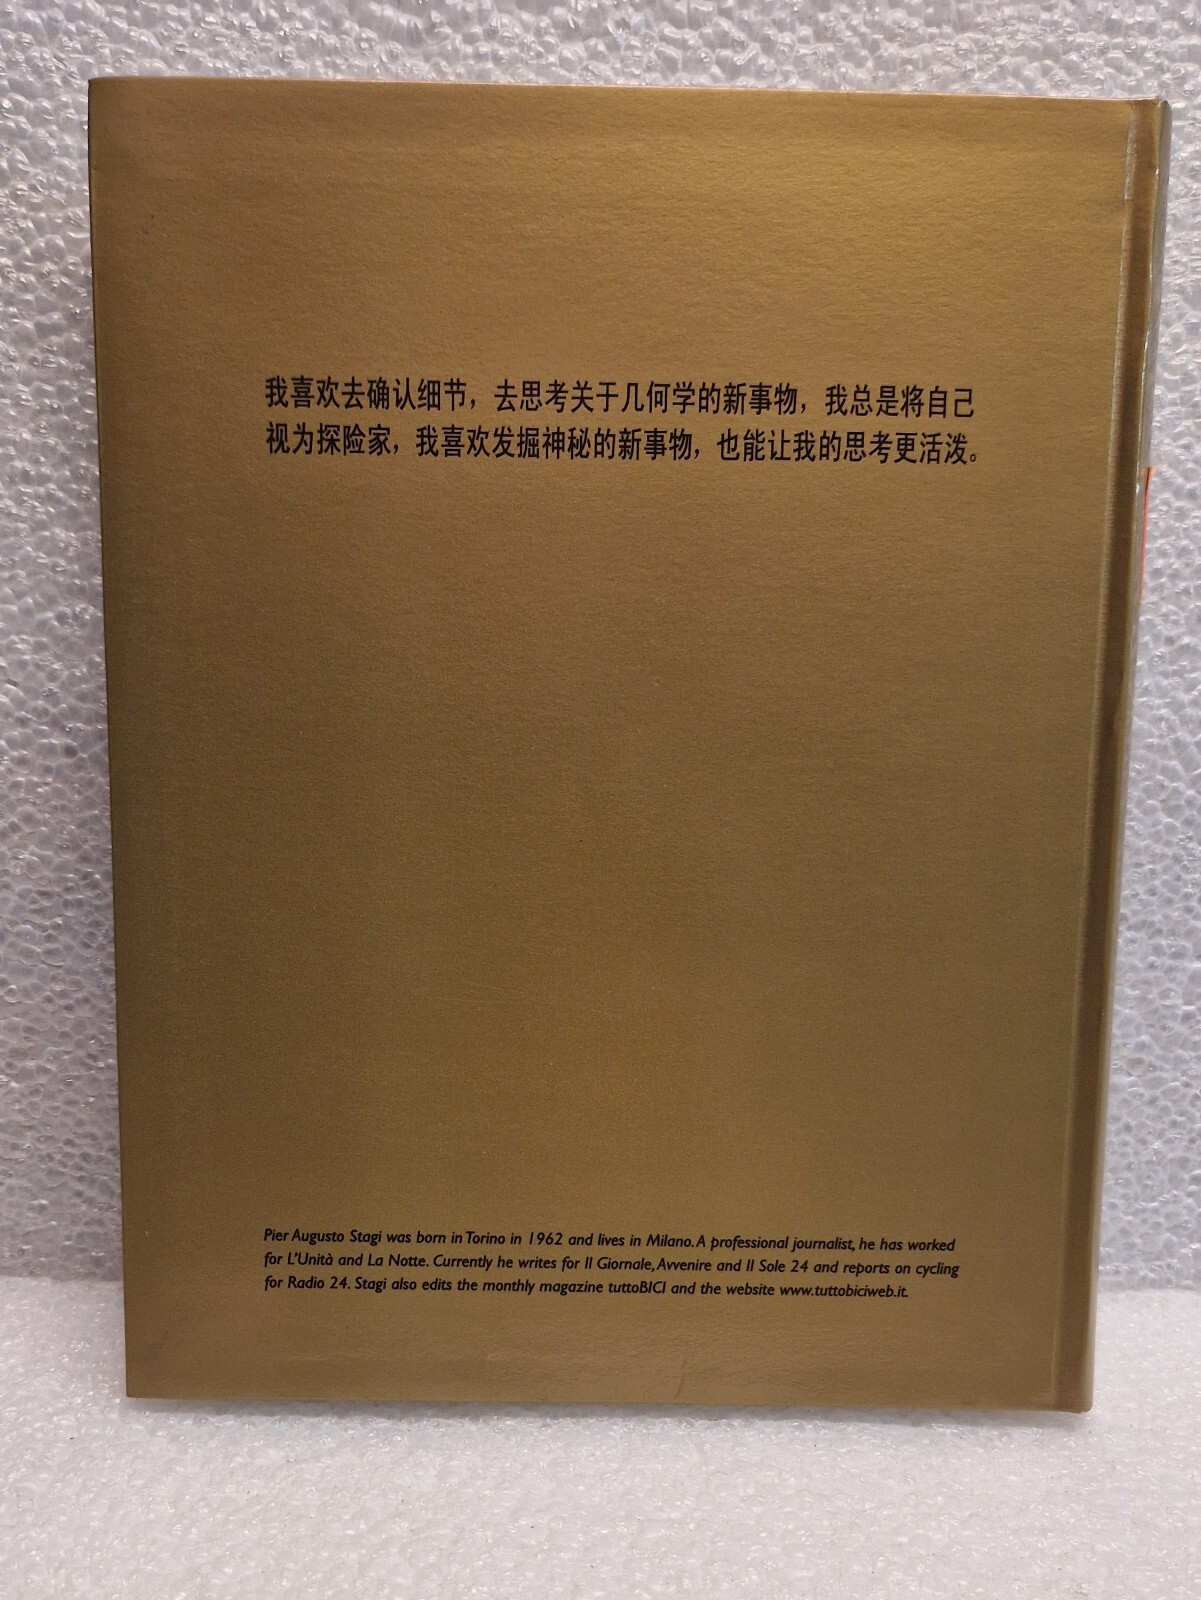 我喜欢去确认细节，去思考关于几何学的新事物，我总是将自己
视为探险家，我喜欢发掘神秘的新事物，也能让我的思考更活泼。
Pier Augusto Stagi was born in Torino in 1962 and lives in Milano. A professional journalist, he has worked
for L'Unità and La Notte. Currently he writes for Il Giornale, Avvenire and Il Sole 24 and reports on cycling
for Radio 24. Stagi also edits the monthly magazine tuttoBICI and the website www.tuttobiciweb.it.